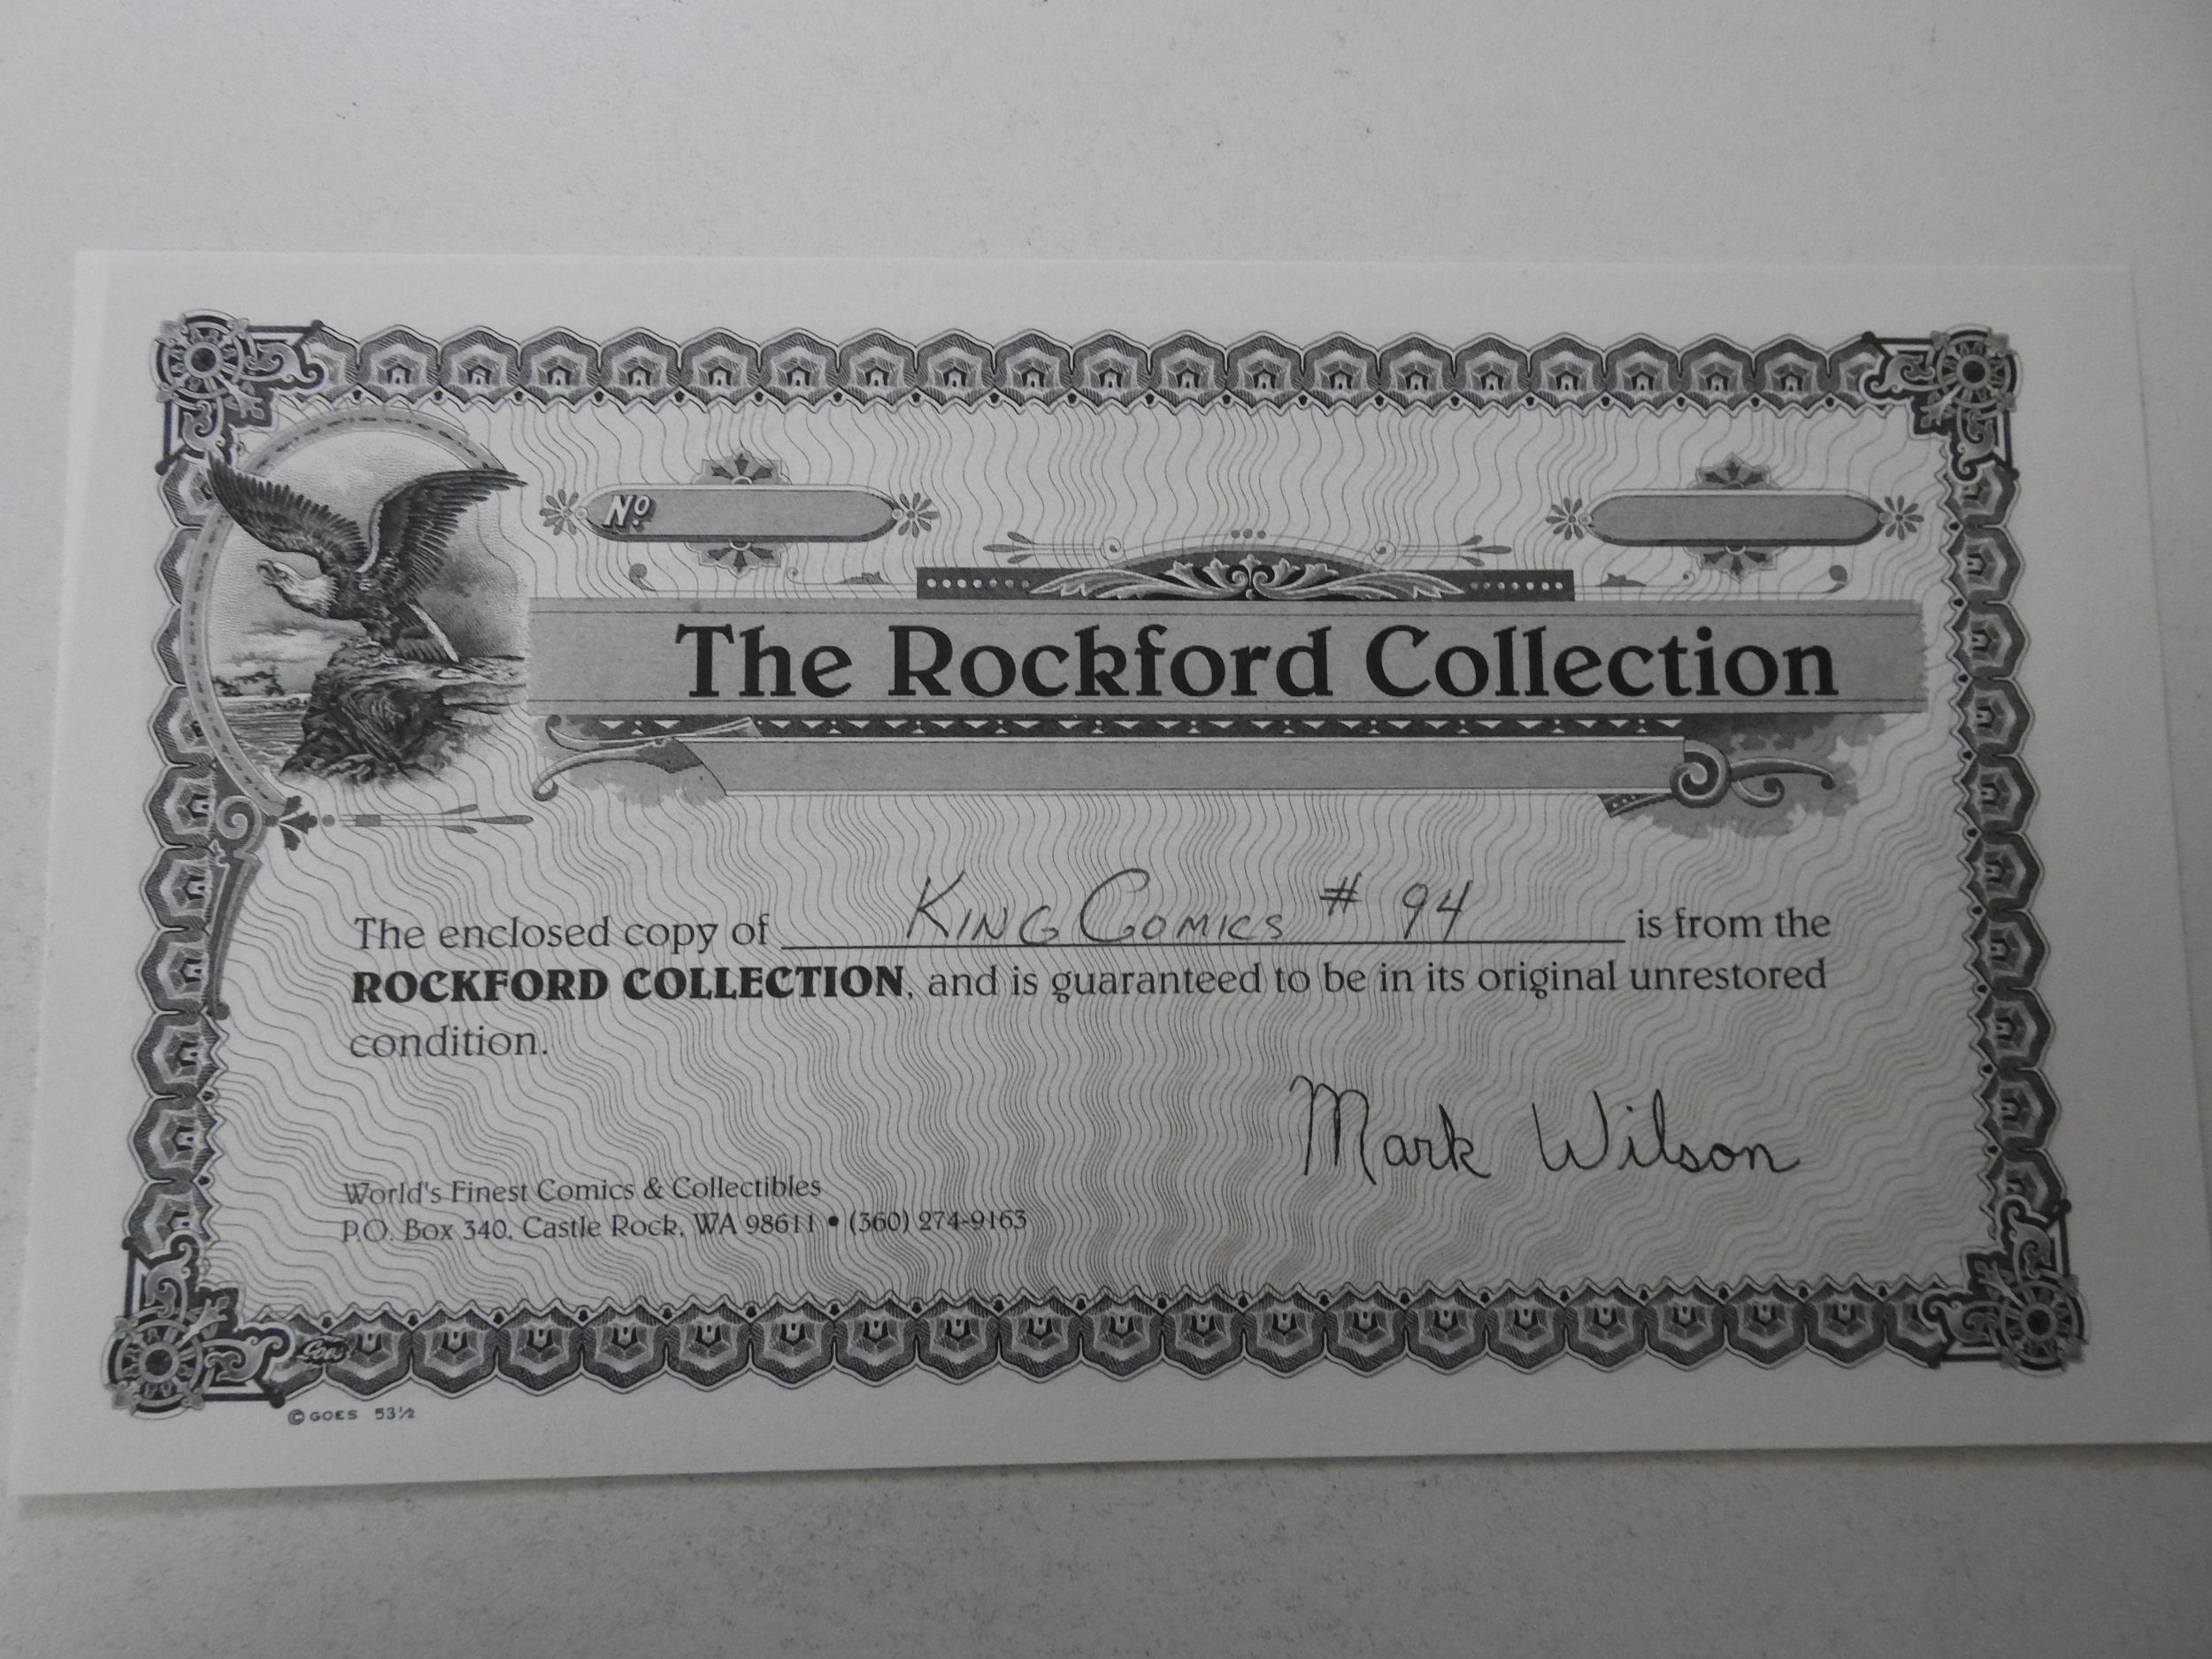 Nº
The Rockford Collection
The enclosed copy of KING COMICS # 94 is from the
ROCKFORD COLLECTION, and is guaranteed to be in its original unrestored
condition.
Mark Wilson
World's Finest Comics & Collectibles
P.O. Box 340, Castle Rock, WA 98611 • (360) 274-9163
Goes
© GOES 53½